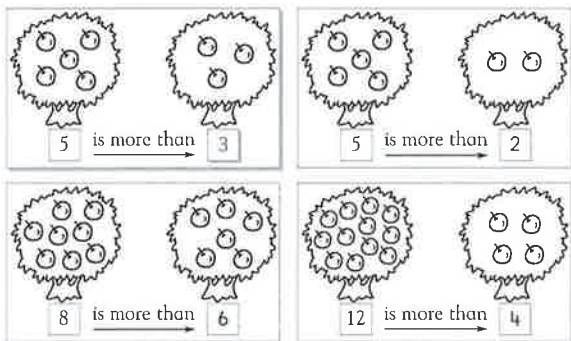 5 is more than 3
5 is more than 2
8 is more than 6
12 is more than 4